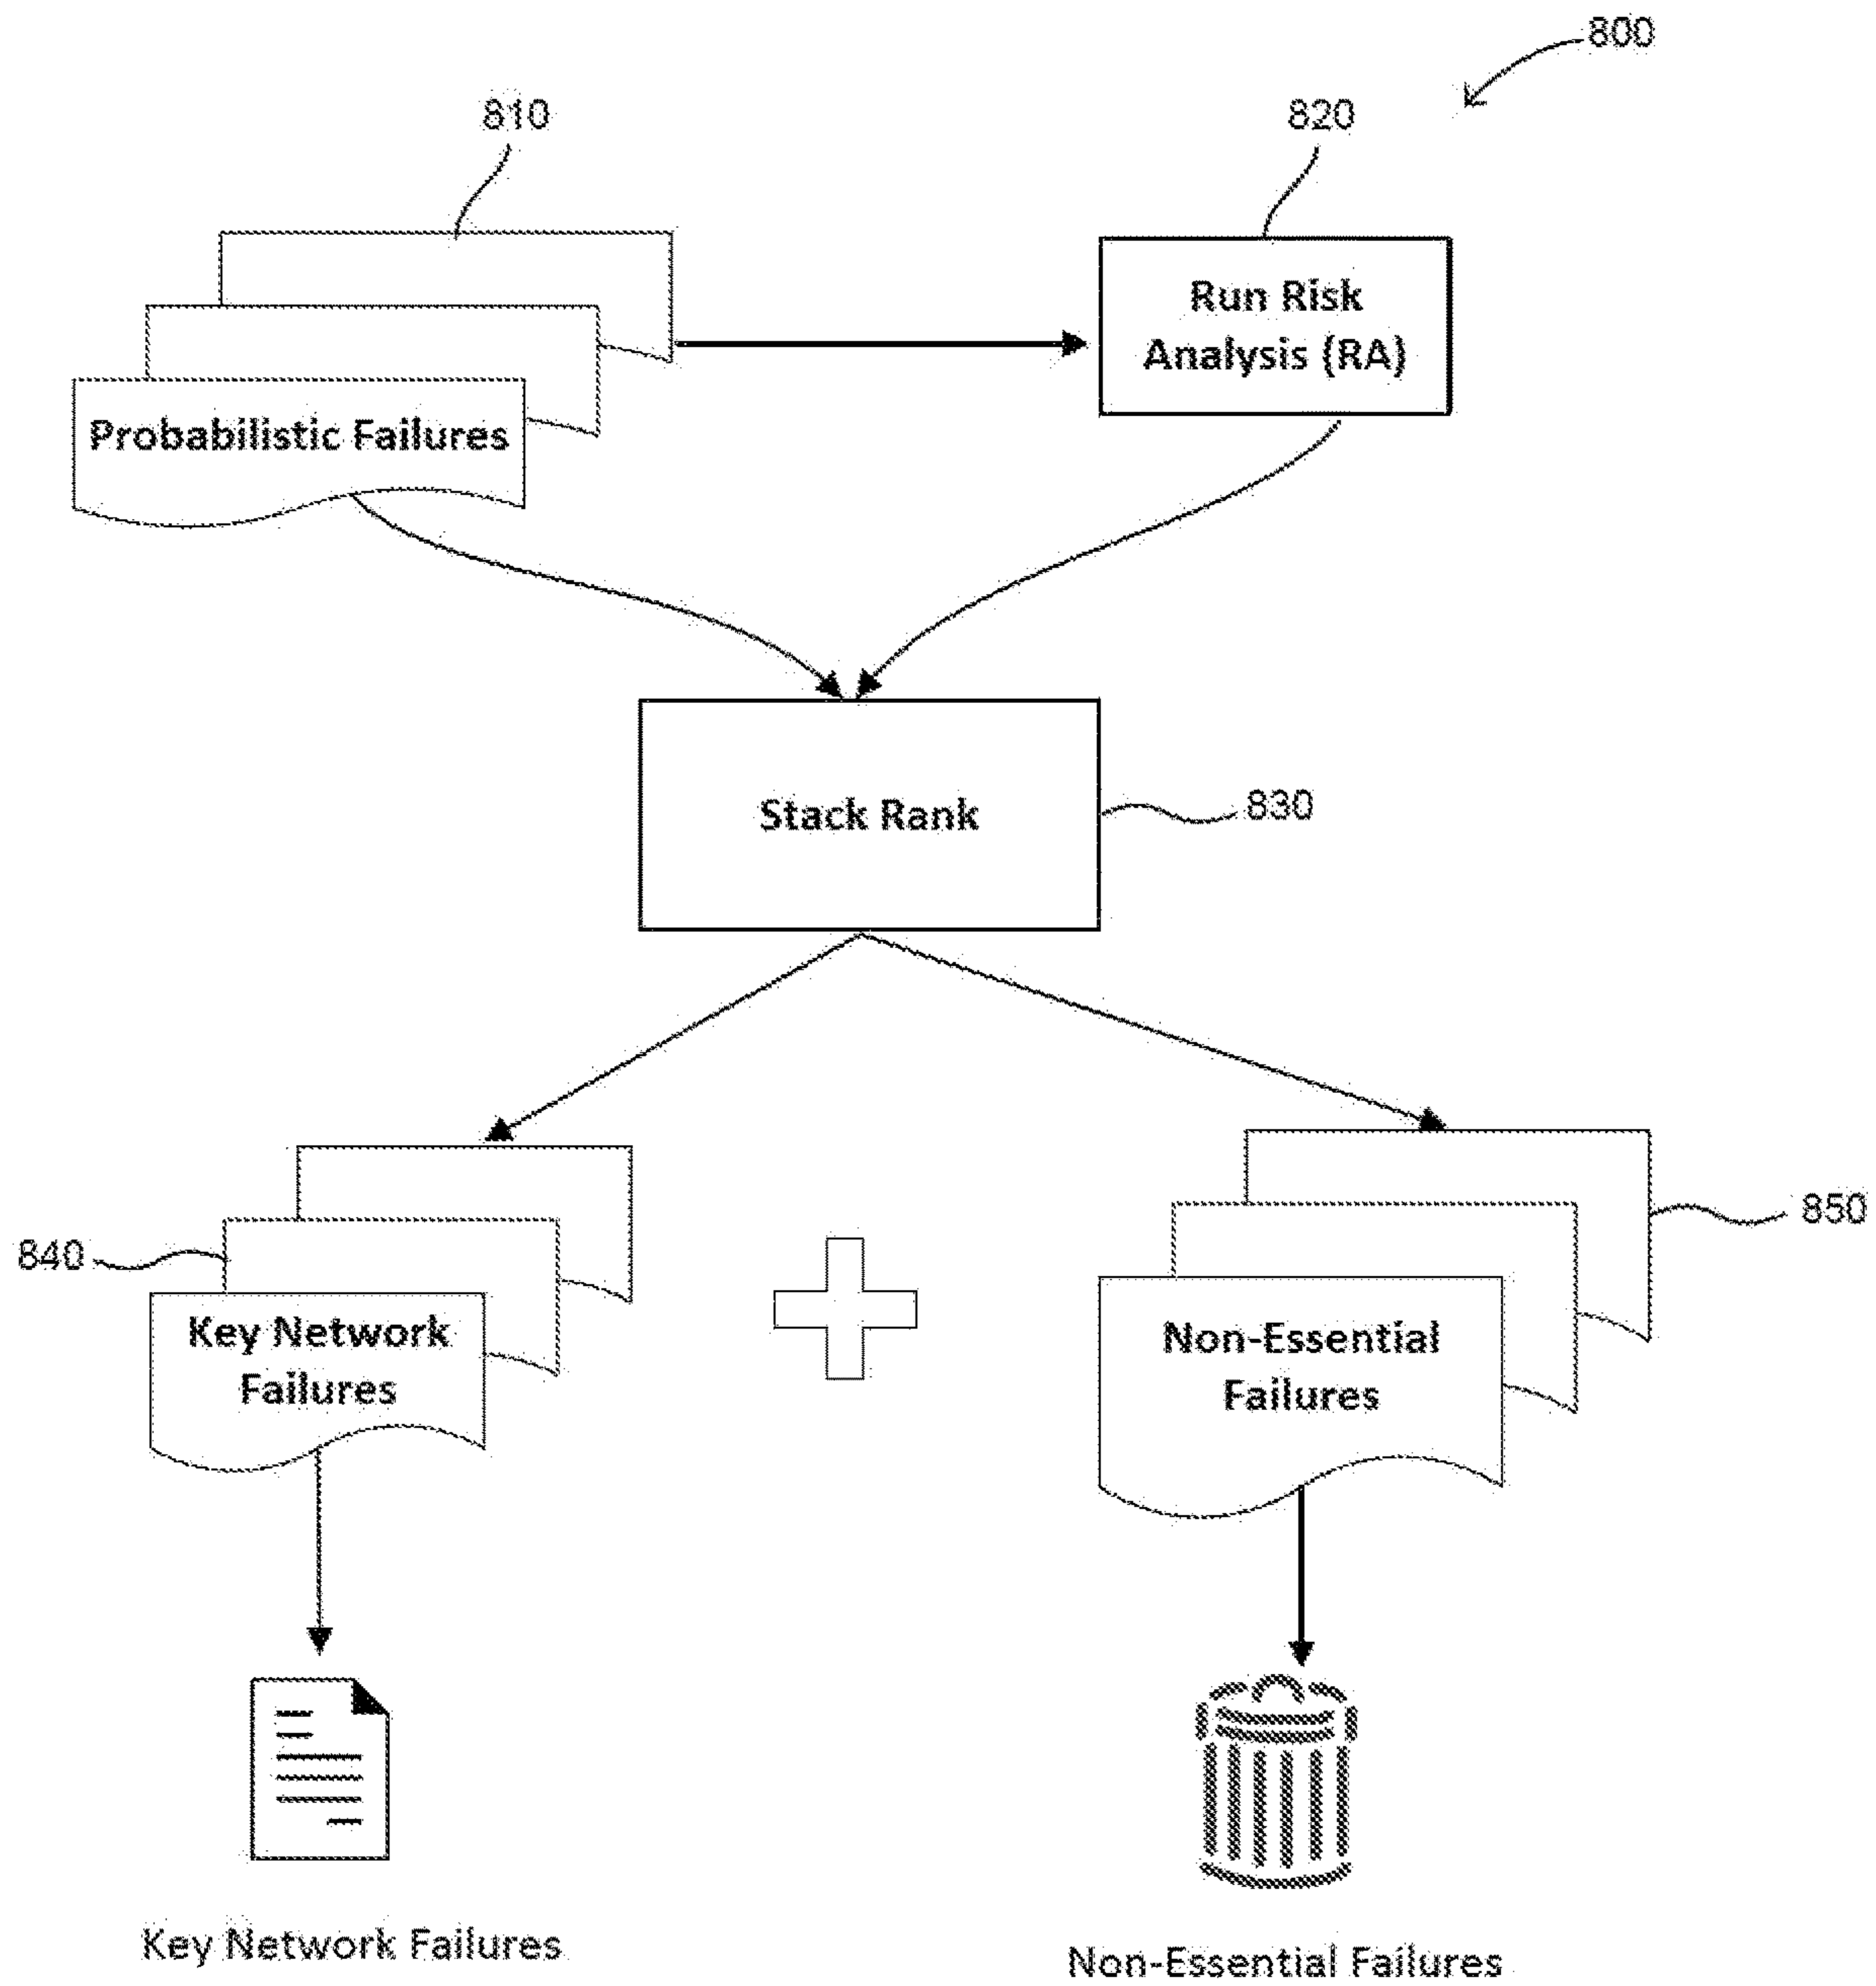 800
810
820
Run Risk
Analysis (RA)
Probabilistic Failures
Stack Rank
830
840
850
Key Network
Failures
Non-Essential
Failures
Key Network Failures
Non-Essential Failures